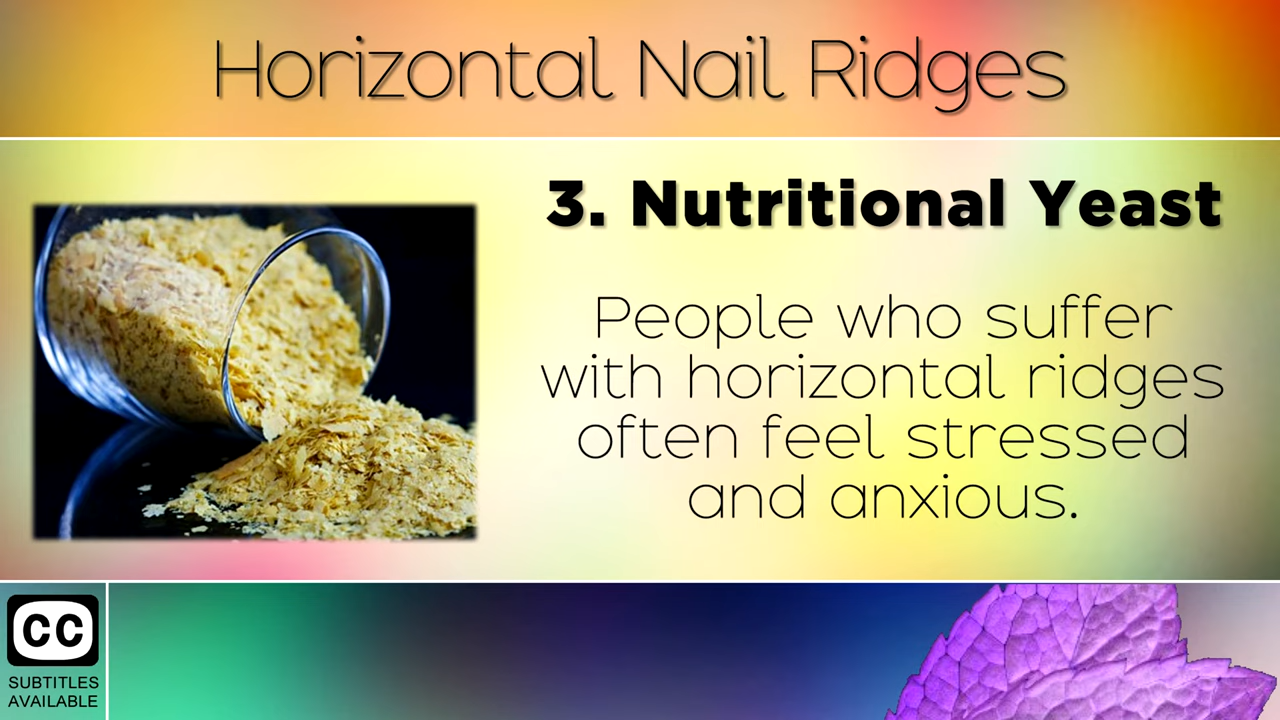 Horizontal Nail Ridges
3. Nutritional Yeast
People who suffer
with horizontal ridges
often feel stressed
and anxious.
CC
SUBTITLES
AVAILABLE